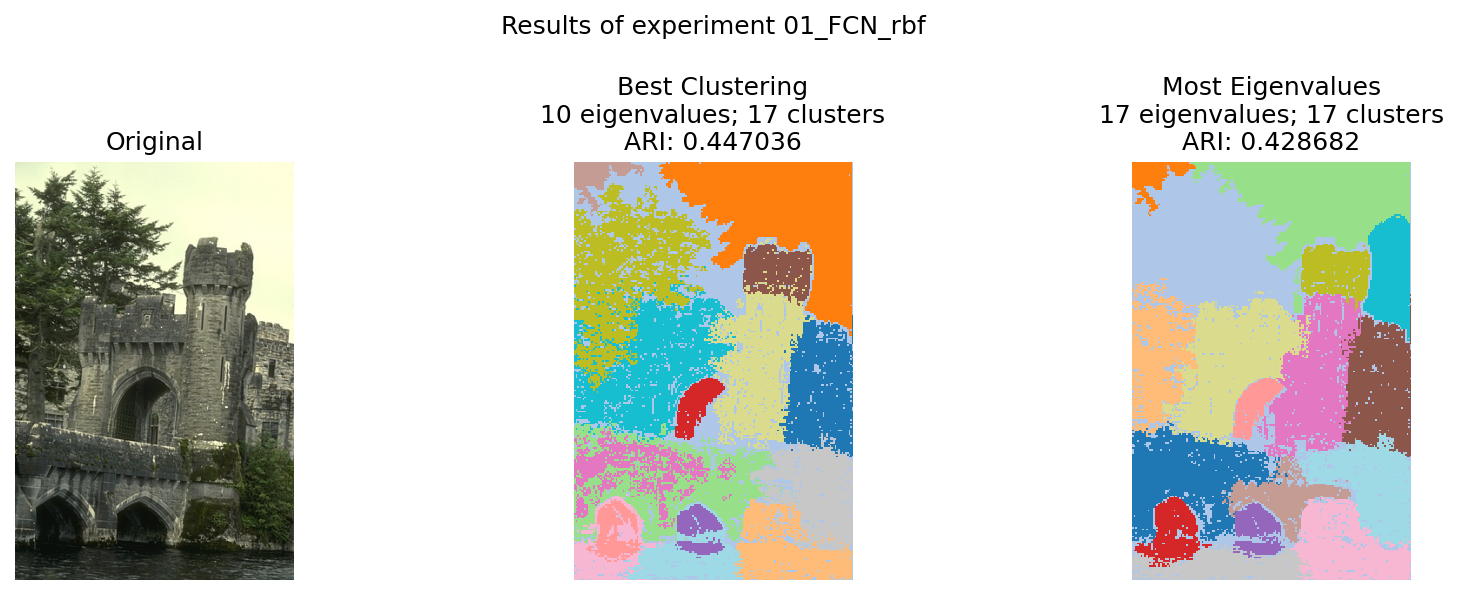 Results of experiment 01_FCN_rbf
Original
Best Clustering
10 eigenvalues; 17 clusters
ARI: 0.447036
Most Eigenvalues
17 eigenvalues; 17 clusters
ARI: 0.428682